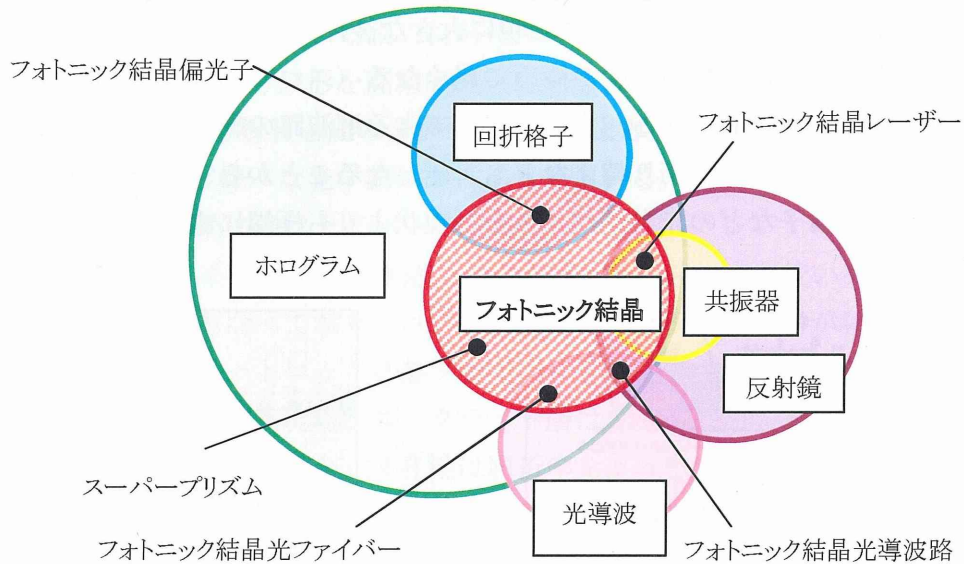 フォトニック結晶偏光子
回折格子
フォトニック結晶レーザー
ホログラム
フォトニック結晶
共振器
反射鏡
スーパープリズム
光導波
フォトニック結晶光ファイバー
フォトニック結晶光導波路